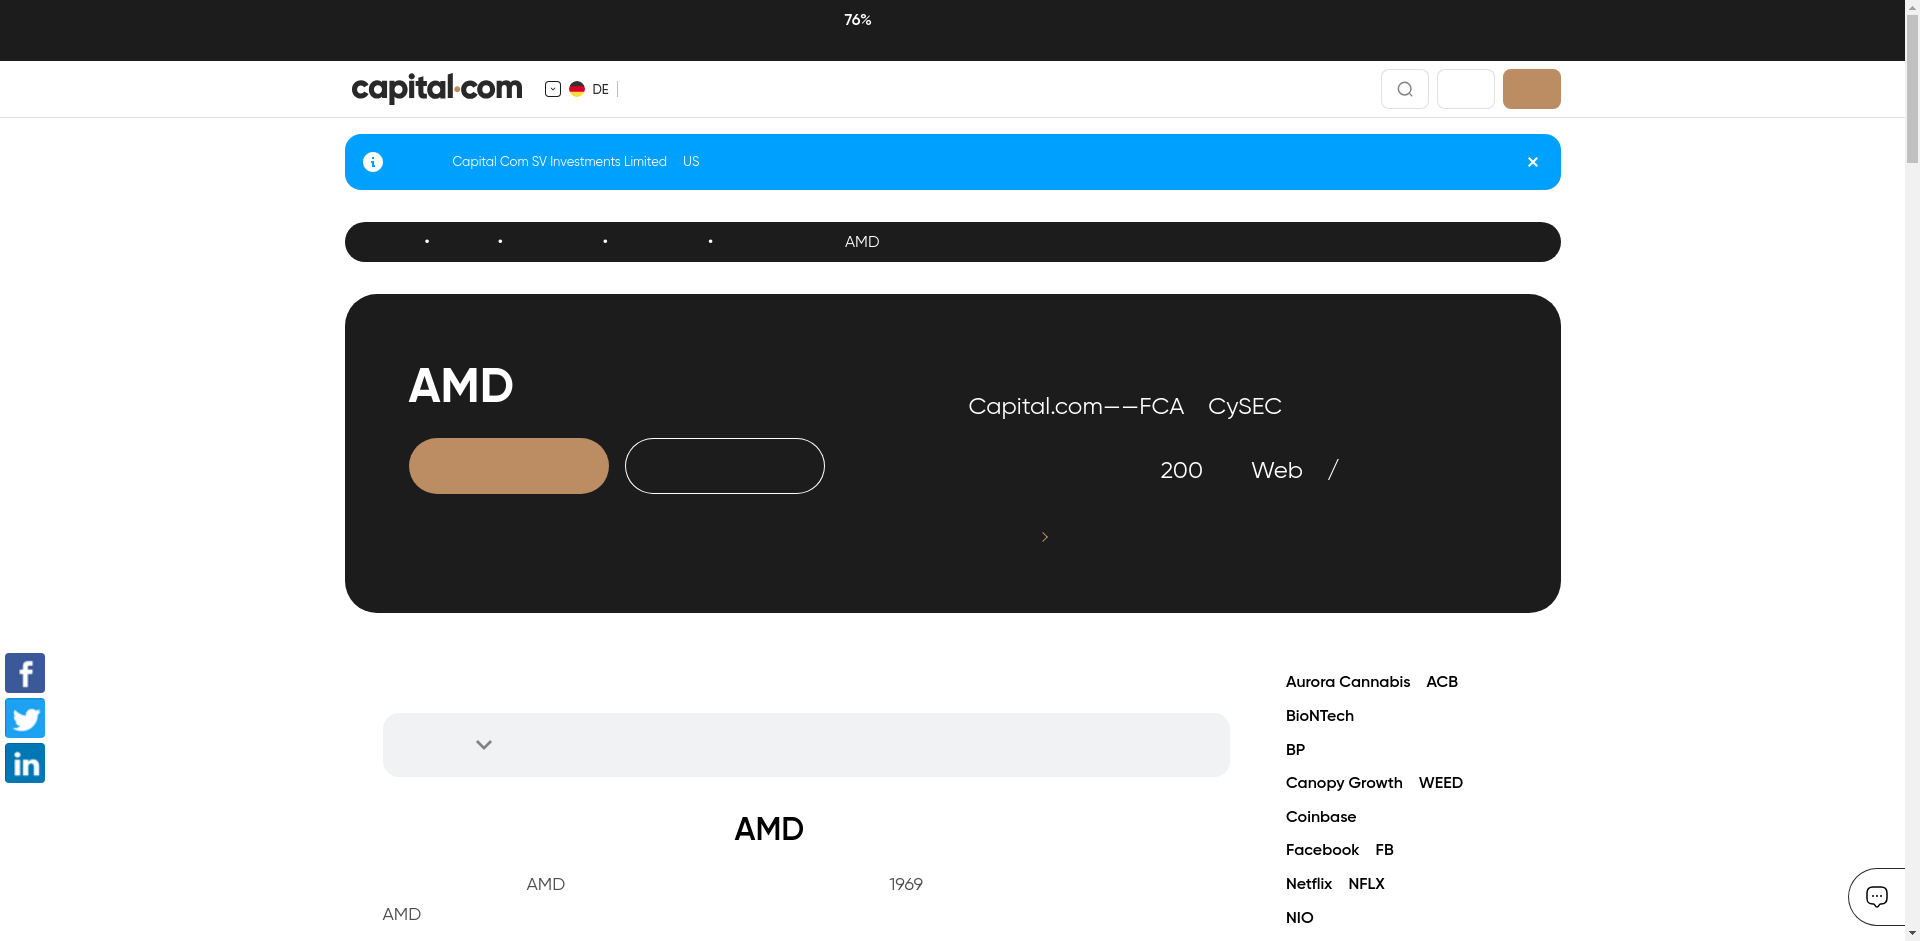 76%
capital.com DE
Capital Com SV Investments Limited US
AMD
AMD
Capital.com——FCA CySEC
200 Web /
Aurora Cannabis ACB
BioNTech
BP
Canopy Growth WEED
Coinbase
Facebook FB
Netflix NFLX
NIO
AMD
AMD 1969
AMD